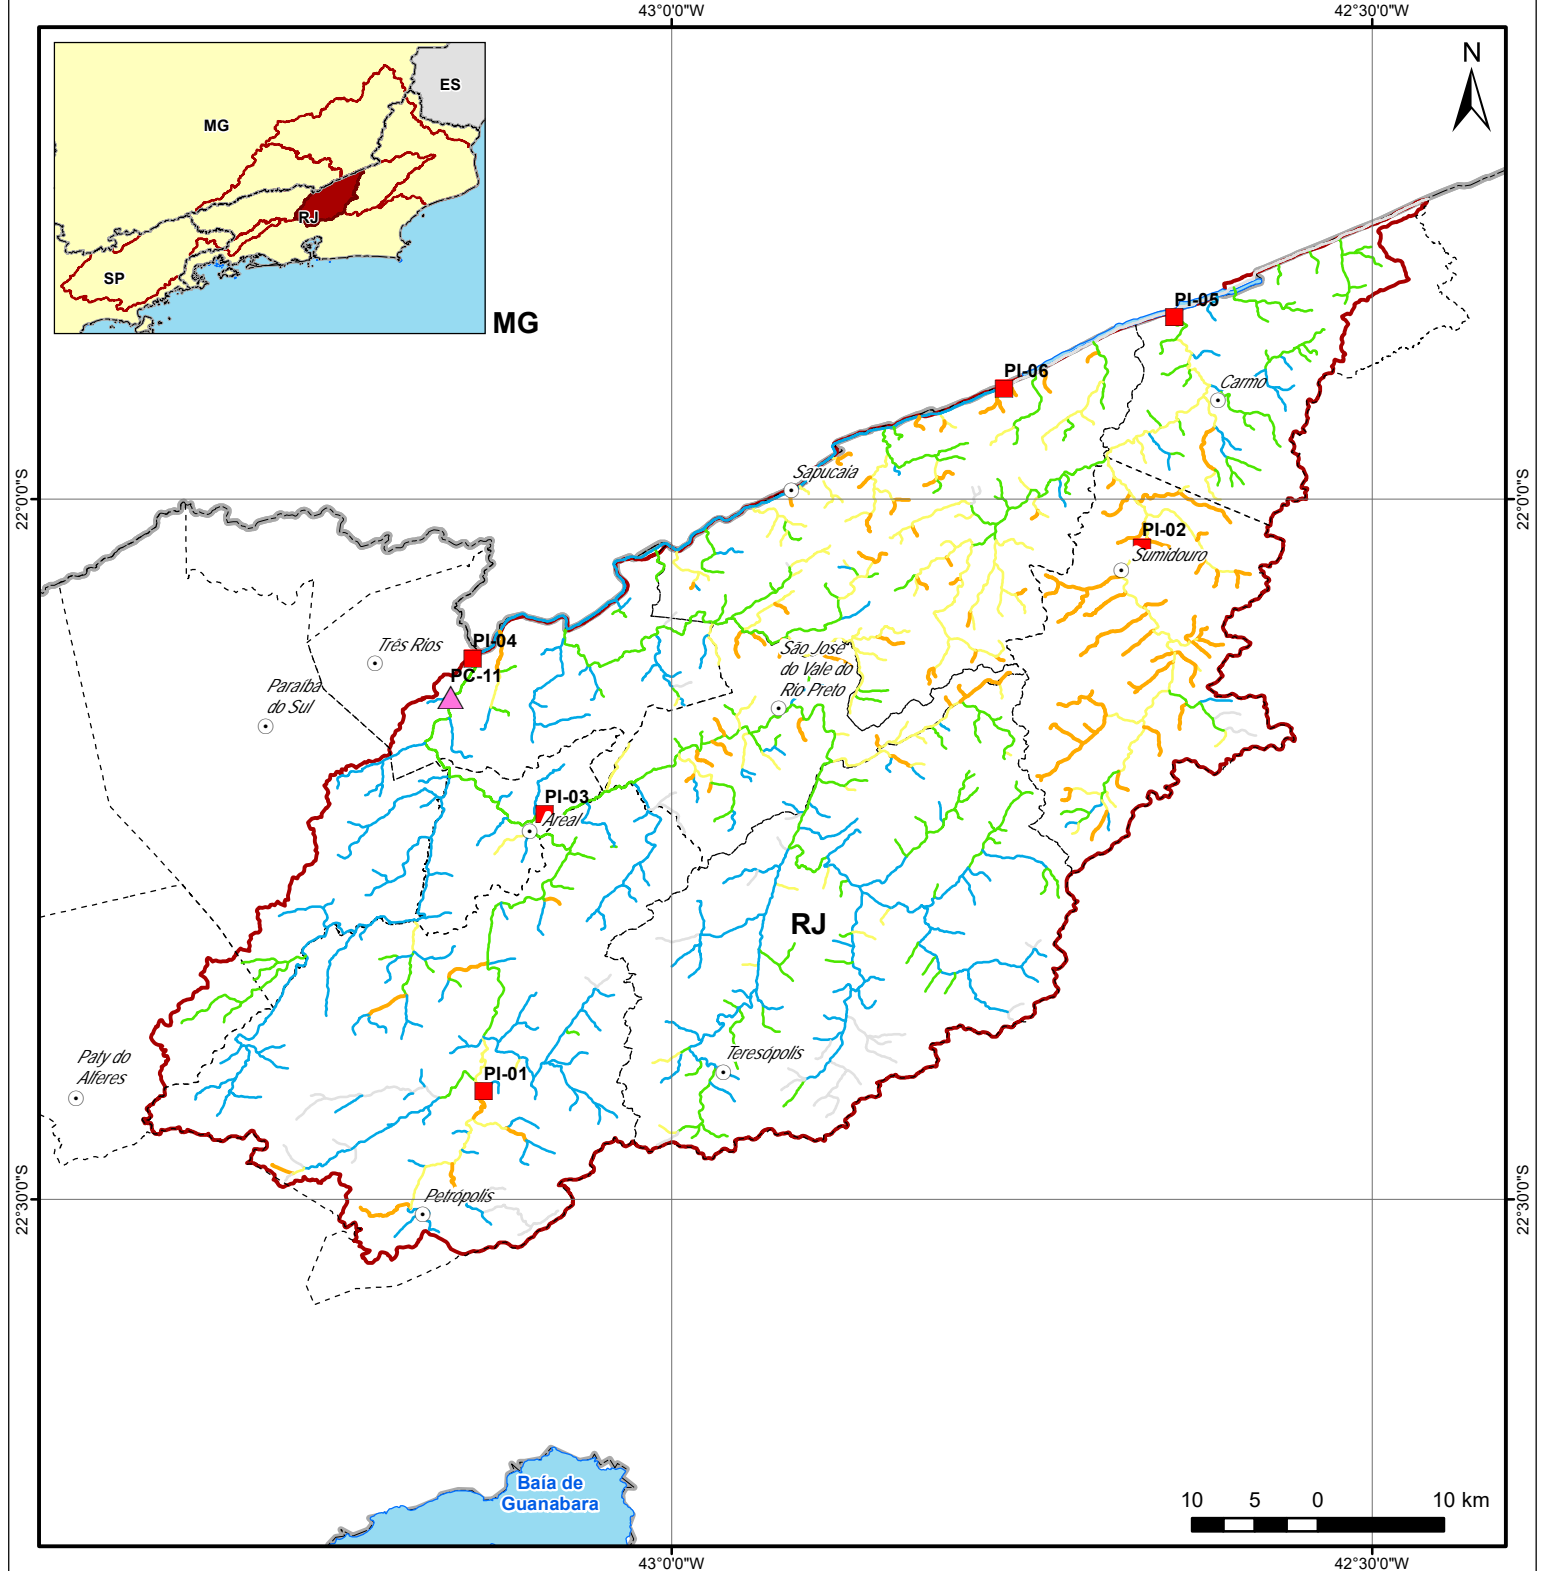 43°0'0"W
42°30'0"W
N
ES
MG
RJ
SP
MG
PI-05
PI-06
Carmo
Sapucaia
22°0'0"S
22°0'0"S
PI-02
Sumidouro
Três Rios
PI-04
PC-11
São José
do Vale do
Rio Preto
Paraíba
do Sul
PI-03
Areal
RJ
Teresópolis
Paty do
Alferes
PI-01
Petrópolis
22°30'0"S
22°30'0"S
Baía de
Guanabara
10 5 0 10 km
43°0'0"W
42°30'0"W